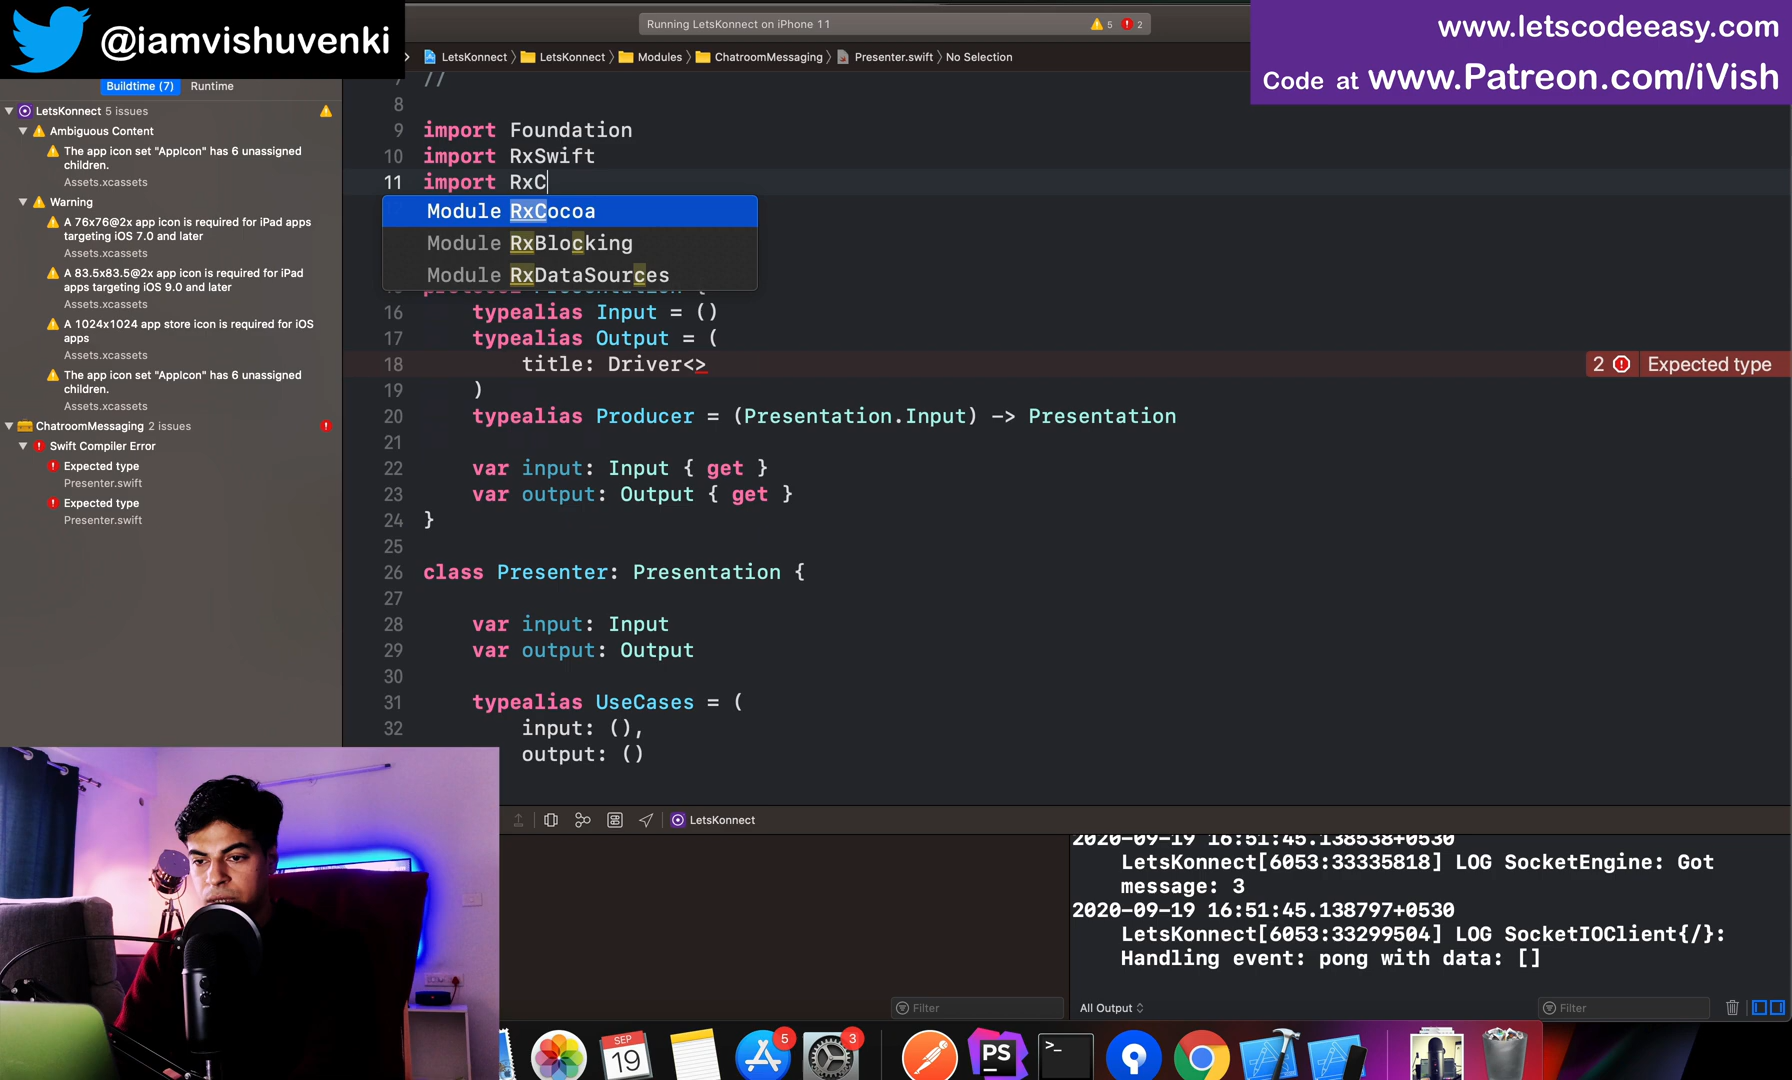 @iamvishuvenki
Running LetsKonnect on iPhone 11
5
2
www.letscodeeasy.com
Code at www.Patreon.com/iVish
LetsKonnect
LetsKonnect
Modules
ChatroomMessaging
Presenter.swift
No Selection
Buildtime (7)
Runtime
LetsKonnect 5 issues
Ambiguous Content
The app icon set "AppIcon" has 6 unassigned
children.
Assets.xcassets
Warning
A 76x76@2x app icon is required for iPad apps
targeting iOS 7.0 and later
Assets.xcassets
A 83.5x83.5@2x app icon is required for iPad
apps targeting iOS 9.0 and later
Assets.xcassets
A 1024x1024 app store icon is required for iOS
apps
Assets.xcassets
The app icon set "AppIcon" has 6 unassigned
children.
Assets.xcassets
ChatroomMessaging 2 issues
Swift Compiler Error
Expected type
Presenter.swift
Expected type
Presenter.swift
7 //
8
9 import Foundation
10 import RxSwift
11 import RxC
Module RxCocoa
Module RxBlocking
Module RxDataSources
16 typealias Input = ()
17 typealias Output = (
18 title: Driver<>
2 Expected type
19 )
20 typealias Producer = (Presentation.Input) -> Presentation
21
22 var input: Input { get }
23 var output: Output { get }
24 }
25
26 class Presenter: Presentation {
27
28 var input: Input
29 var output: Output
30
31 typealias UseCases = (
32 input: (),
output: ()
LetsKonnect
2020-09-19 16:51:45.138538+0530
LetsKonnect[6053:33335818] LOG SocketEngine: Got
message: 3
2020-09-19 16:51:45.138797+0530
LetsKonnect[6053:33299504] LOG SocketIOClient{/}:
Handling event: pong with data: []
Filter
All Output
Filter
SEP
19
5
3
PS
>_